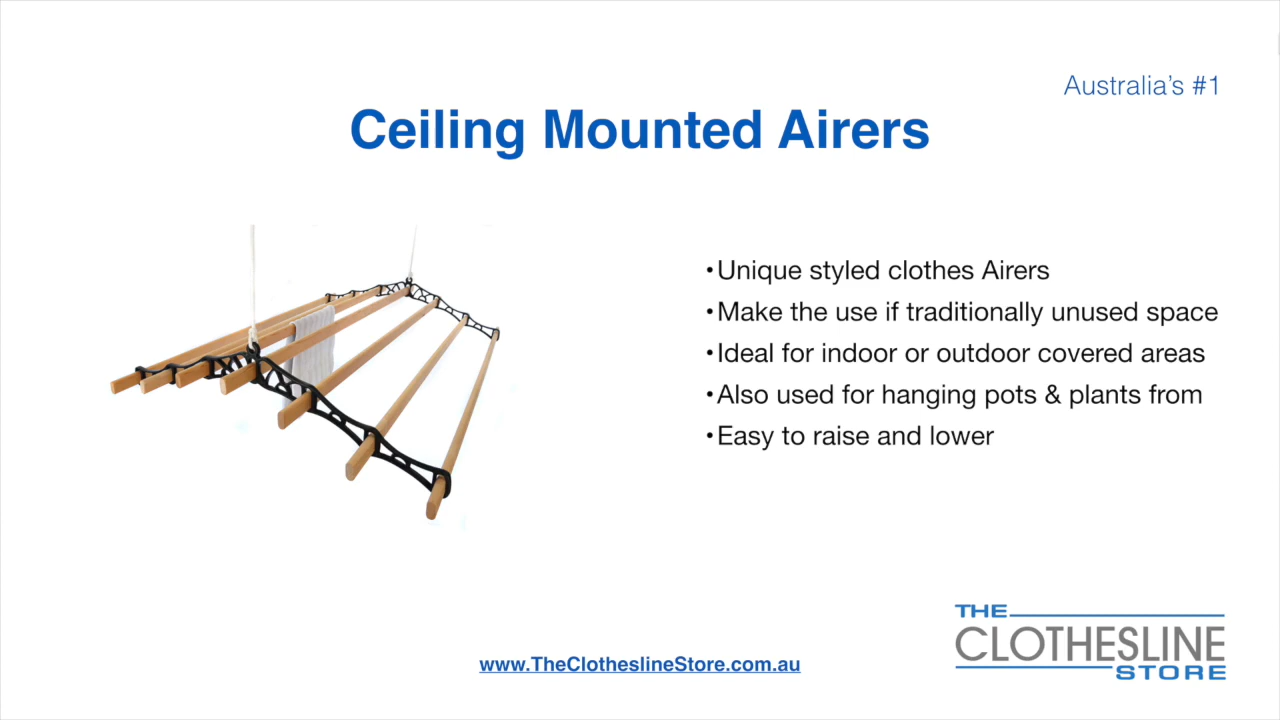 Australia's #1
Ceiling Mounted Airers
•Unique styled clothes Airers
•Make the use if traditionally unused space
•Ideal for indoor or outdoor covered areas
•Also used for hanging pots & plants from
•Easy to raise and lower
www.TheClotheslineStore.com.au
THE
CLOTHESLINE
STORE